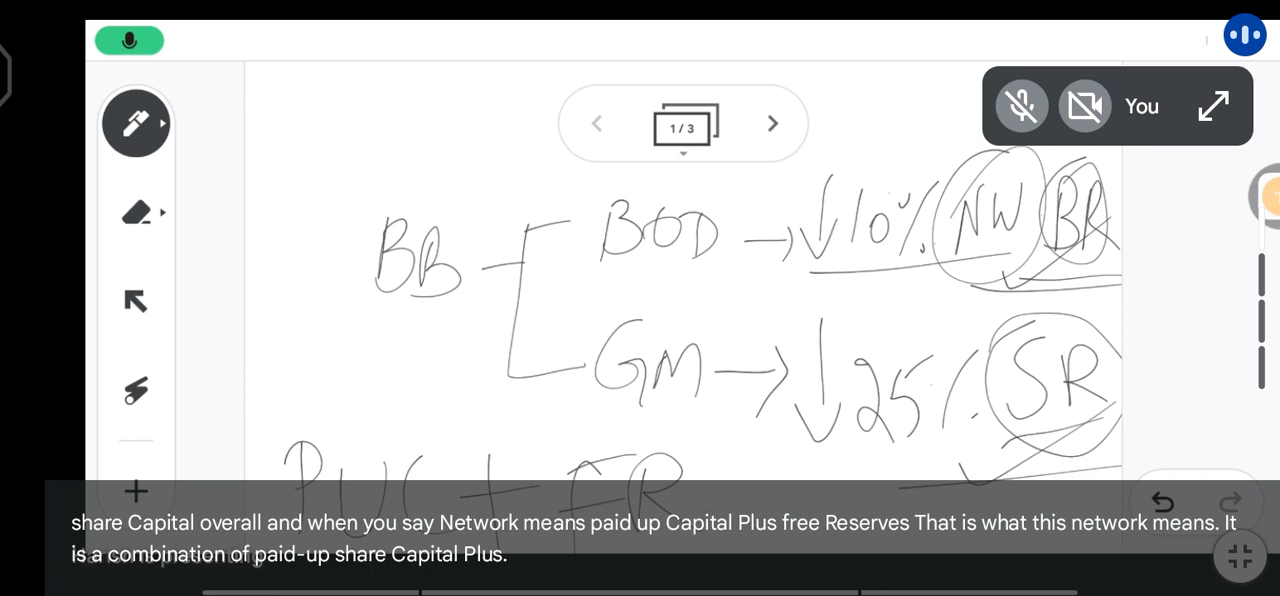 You
1 / 3
BB
BOD → ↓ 10% NW BR
GM → ↓ 25% SR
PUC + FR
share Capital overall and when you say Network means paid up Capital Plus free Reserves That is what this network means. It
is a combination of paid-up share Capital Plus.